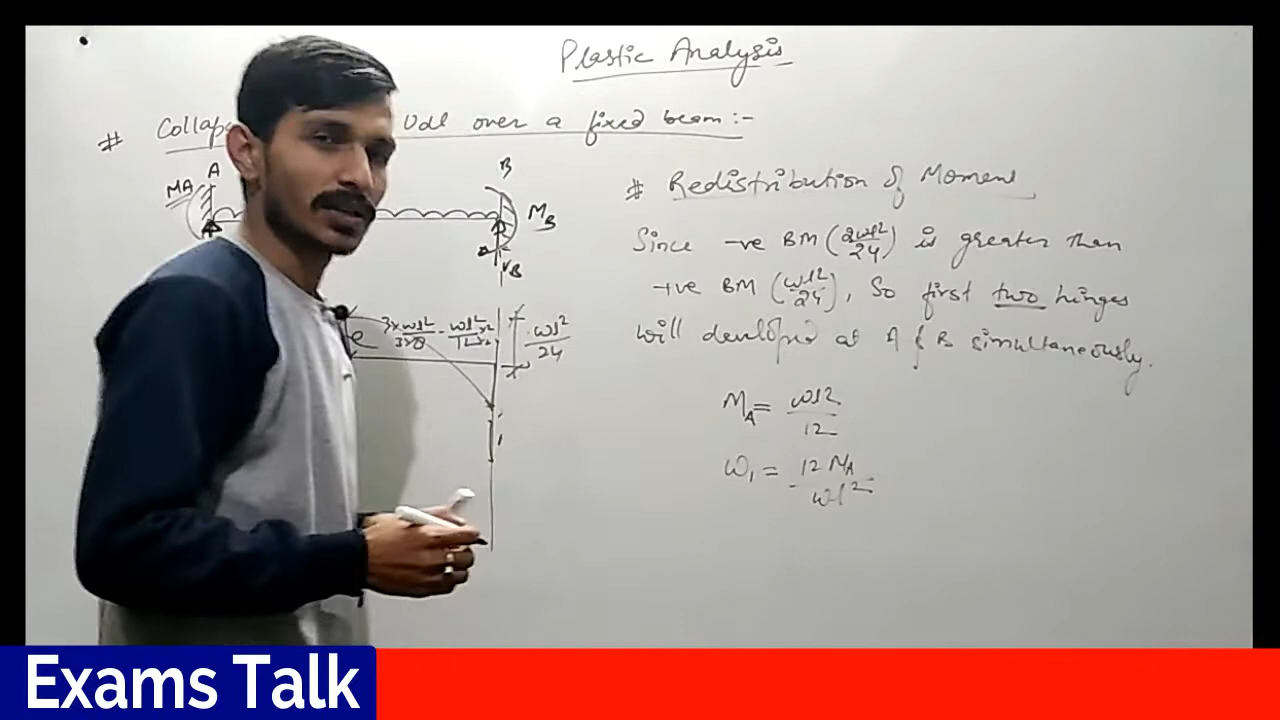 Plastic Analysis
# Collap Udl over a fixed beam:-
MA A B MB
VB
# Redistribution of Moment
Since -ve BM (2wl²/24) is greater than
+ve BM (wl²/24), So first two hinges
will developed at A & B simultaneously.
3×wl²/3×8 - wl²×2/12×2 wl²/24
MA = wl²/12
W1 = 12 MA/wl²
Exams Talk